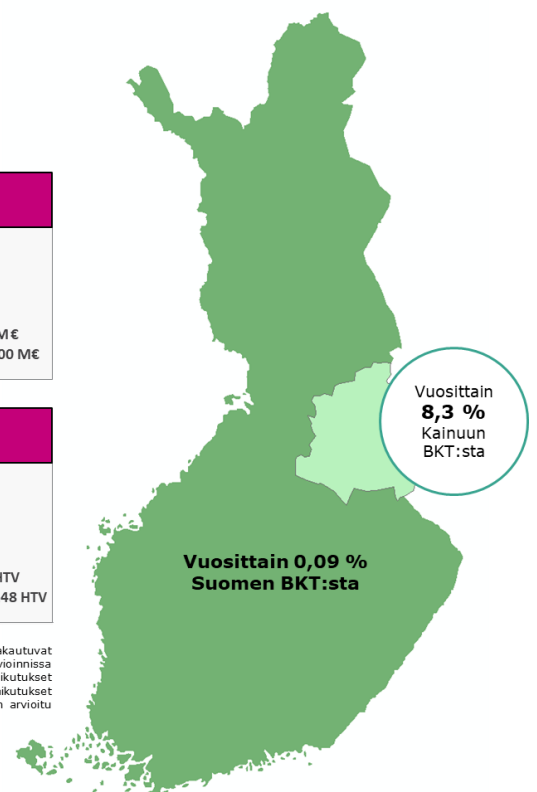 M€
00 M€
HTV
48 HTV
akautuvat
vioinnissa
ikutukset
ikutukset
n arvioitu
Vuosittain
8,3 %
Kainuun
BKT:sta
Vuosittain 0,09 %
Suomen BKT:sta